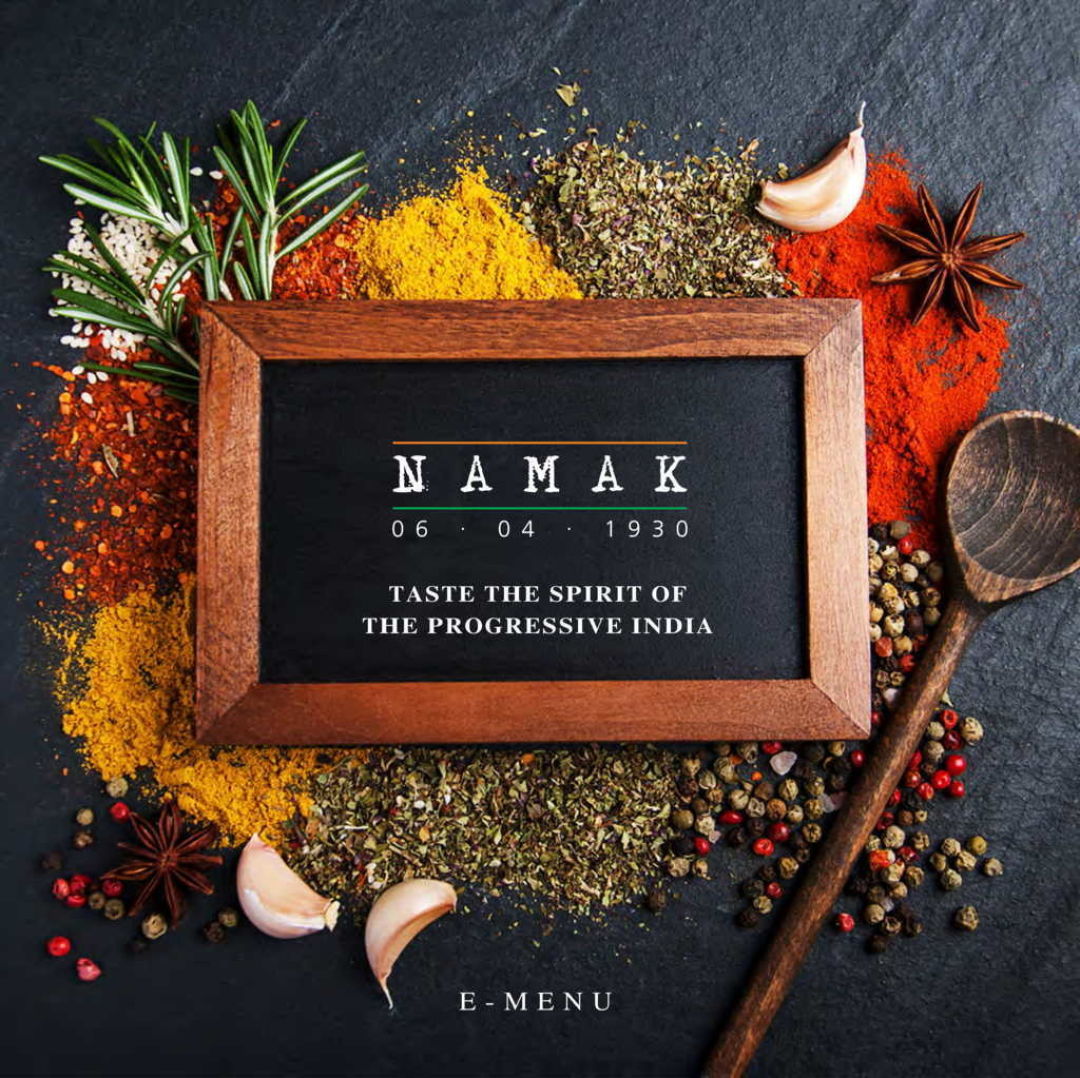 NAMAK
06 · 04 · 1930
TASTE THE SPIRIT OF
THE PROGRESSIVE INDIA
E-MENU